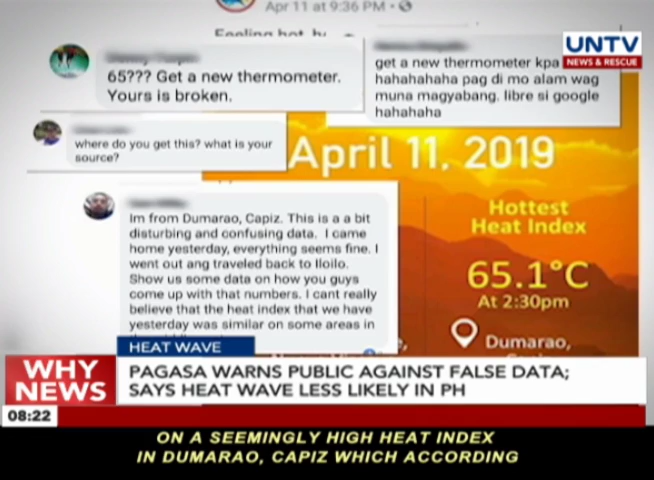 Apr 11 at 9:36 PM
65??? Get a new thermometer.
Yours is broken.
get a new thermometer kpa
hahahahaha pag di mo alam wag
muna magyabang. libre si google
hahahaha
UNTV
NEWS & RESCUE
where do you get this? what is your
source?
April 11, 2019
Im from Dumarao, Capiz. This is a a bit
disturbing and confusing data. I came
home yesterday, everything seems fine. I
went out ang traveled back to Iloilo.
Show us some data on how you guys
come up with that numbers. I cant really
believe that the heat index that we have
yesterday was similar on some areas in
Hottest
Heat Index
65.1°C
At 2:30pm
Dumarao,
HEAT WAVE
WHY
NEWS
PAGASA WARNS PUBLIC AGAINST FALSE DATA;
SAYS HEAT WAVE LESS LIKELY IN PH
08:22
ON A SEEMINGLY HIGH HEAT INDEX
IN DUMARAO, CAPIZ WHICH ACCORDING